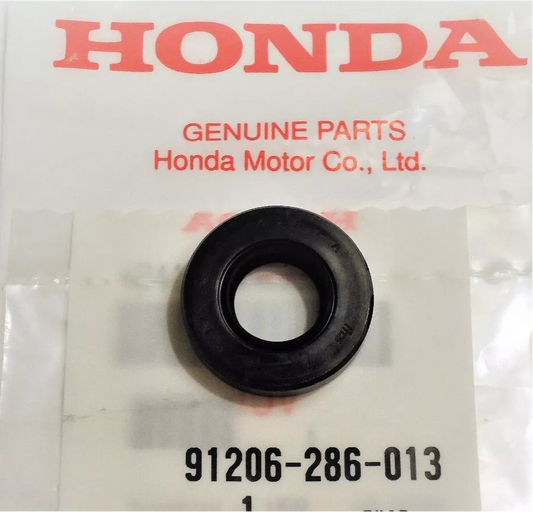 HONDA
GENUINE PARTS
Honda Motor Co., Ltd.
91206-286-013
1